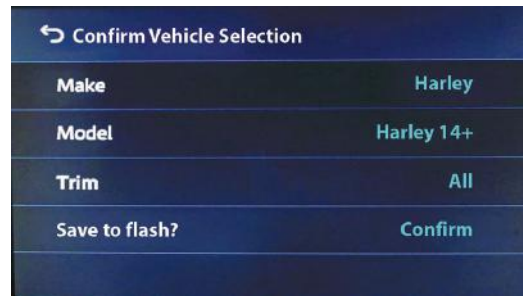 Confirm Vehicle Selection
Make Harley
Model Harley 14+
Trim All
Save to flash? Confirm